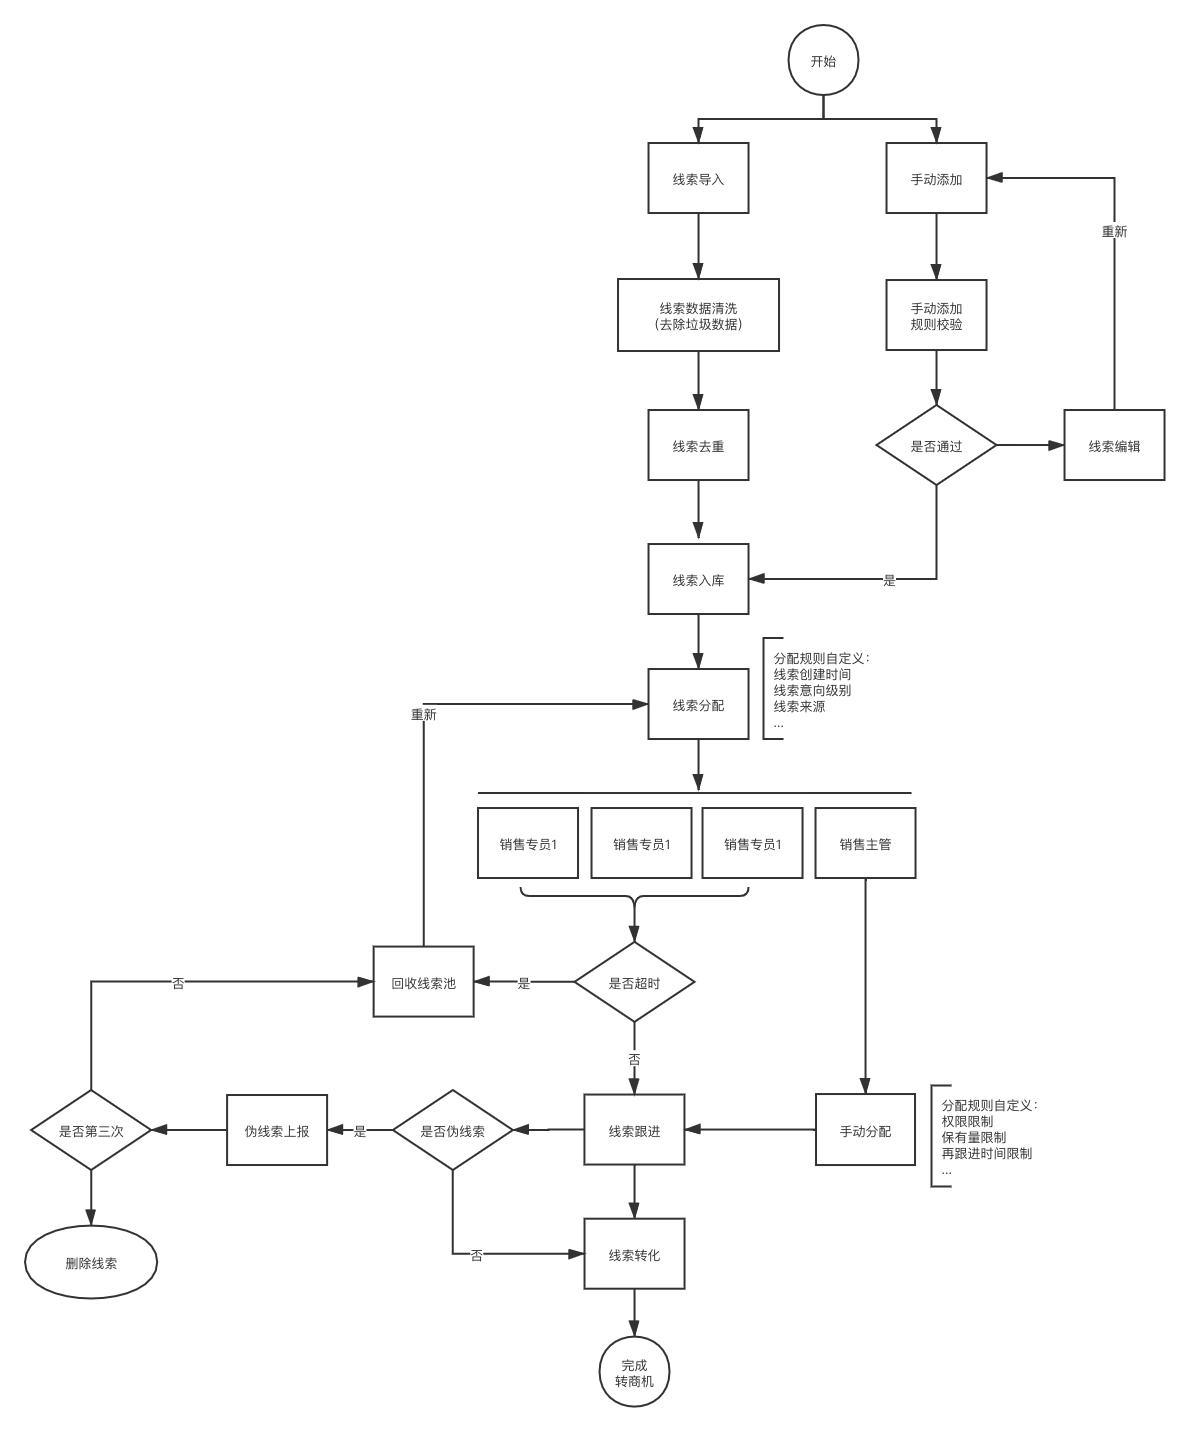 开始
线索导入
手动添加
重新
线索数据清洗
(去除垃圾数据)
手动添加
规则校验
线索去重
是否通过
线索编辑
线索入库
是
分配规则自定义：
线索创建时间
线索意向级别
线索来源
...
线索分配
重新
销售专员1
销售专员1
销售专员1
销售主管
否
回收线索池
是
是否超时
否
是否第三次
伪线索上报
是
是否伪线索
线索跟进
手动分配
分配规则自定义：
权限限制
保有量限制
再跟进时间限制
...
删除线索
否
线索转化
完成
转商机